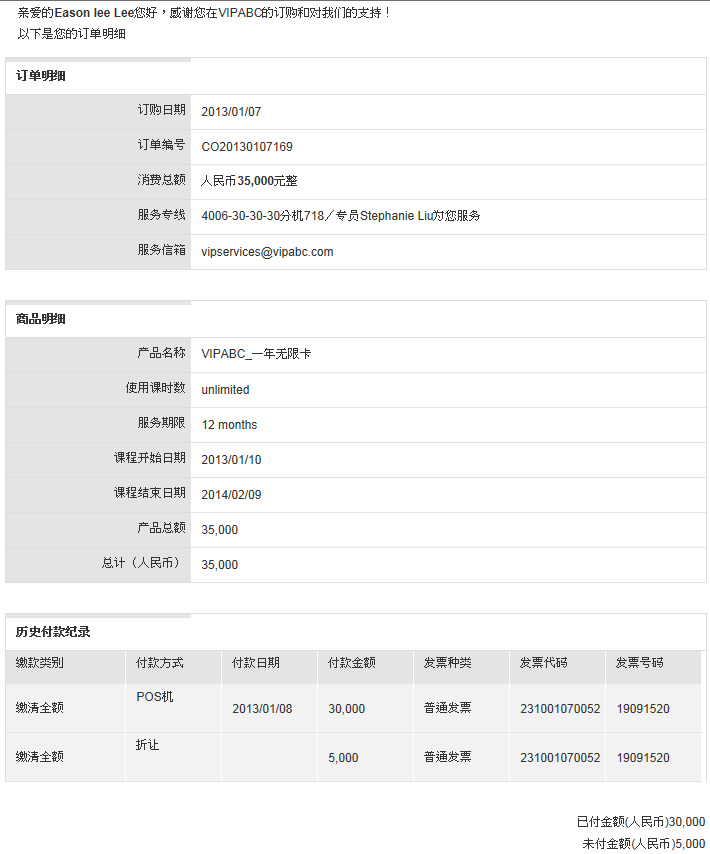 亲爱的Eason lee Lee您好，感谢您在VIPABC的订购和对我们的支持！
以下是您的订单明细
订单明细
订购日期 2013/01/07
订单编号 CO20130107169
消费总额 人民币35,000元整
服务专线 4006-30-30-30分机718／专员Stephanie Liu为您服务
服务信箱 vipservices@vipabc.com
商品明细
产品名称 VIPABC_一年无限卡
使用课时数 unlimited
服务期限 12 months
课程开始日期 2013/01/10
课程结束日期 2014/02/09
产品总额 35,000
总计（人民币） 35,000
历史付款纪录
缴款类别 付款方式 付款日期 付款金额 发票种类 发票代码 发票号码
缴清全额 POS机 2013/01/08 30,000 普通发票 231001070052 19091520
缴清全额 折让 5,000 普通发票 231001070052 19091520
已付金额(人民币)30,000
未付金额(人民币)5,000